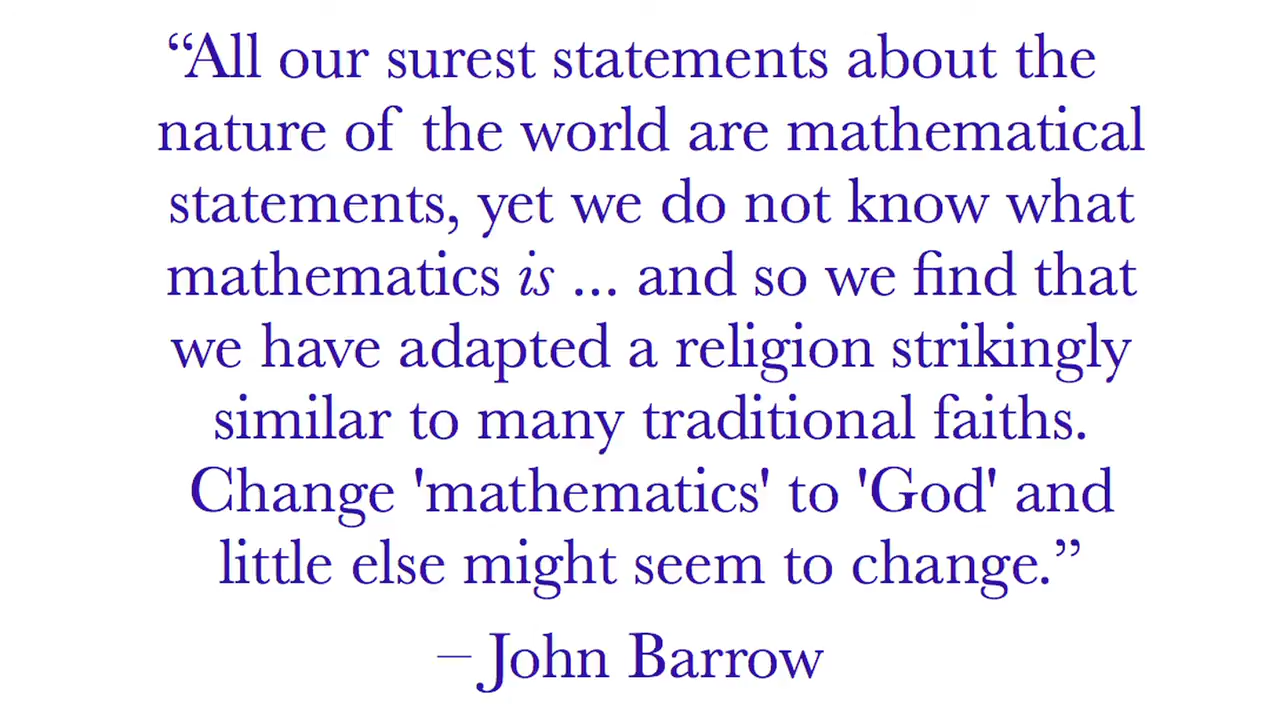 “All our surest statements about the
nature of the world are mathematical
statements, yet we do not know what
mathematics is ... and so we find that
we have adapted a religion strikingly
similar to many traditional faiths.
Change 'mathematics' to 'God' and
little else might seem to change.”
– John Barrow